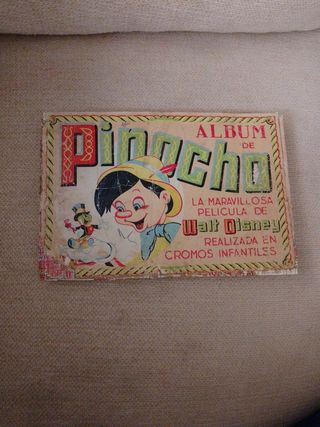 ALBUM
DE
Pinocho
LA MARAVILLOSA
PELICULA DE
Walt Disney
REALIZADA EN
CROMOS INFANTILES